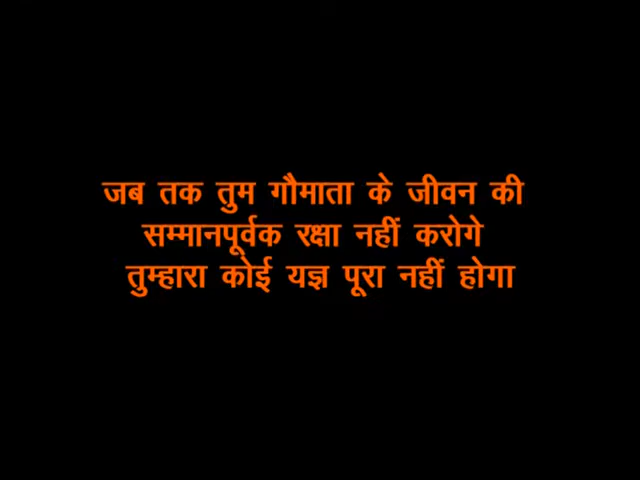 जब तक तुम गौमाता के जीवन की
सम्मानपूर्वक रक्षा नहीं करोगे
तुम्हारा कोई यज्ञ पूरा नहीं होगा